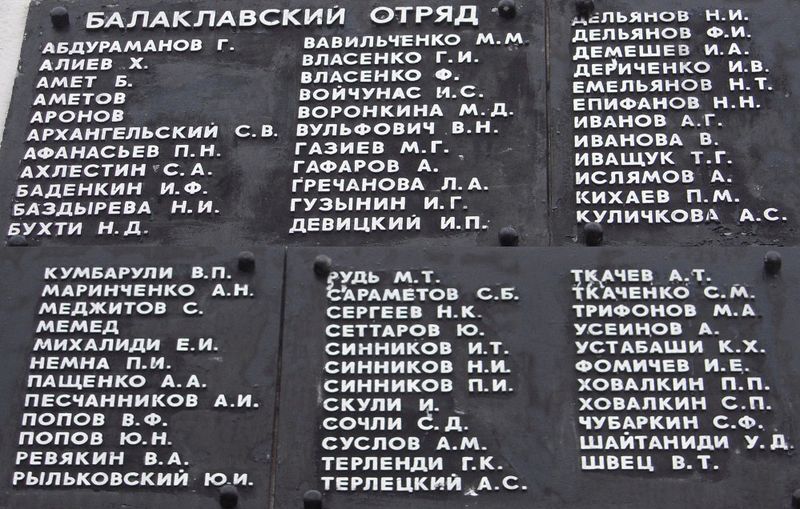 БАЛАКЛАВСКИЙ ОТРЯД
АБДУРАМАНОВ Г.
АЛИЕВ Х.
АМЕТ Б.
АМЕТОВ
АРОНОВ
АРХАНГЕЛЬСКИЙ С.В.
АФАНАСЬЕВ П.Н.
АХЛЕСТИН С.А.
БАДЕНКИН И.Ф.
БАЗДЫРЕВА Н.И.
БУХТИ Н.Д.
ВАВИЛЬЧЕНКО М.М.
ВЛАСЕНКО Г.И.
ВЛАСЕНКО Ф.
ВОЙЧУНАС И.С.
ВОРОНКИНА М.Д.
ВУЛЬФОВИЧ В.Н.
ГАЗИЕВ М.Г.
ГАФАРОВ А.
ГРЕЧАНОВА Л.А.
ГУЗЫНИН И.Г.
ДЕВИЦКИЙ И.П.
ДЕЛЬЯНОВ Н.И.
ДЕЛЬЯНОВ Ф.И.
ДЕМЕШЕВ И.А.
ДЕРИЧЕНКО И.В.
ЕМЕЛЬЯНОВ Н.Т.
ЕПИФАНОВ Н.Н.
ИВАНОВ А.Г.
ИВАНОВА В.
ИВАЩУК Т.Г.
ИСЛЯМОВ А.
КИХАЕВ П.М.
КУЛИЧКОВА А.С.
КУМБАРУЛИ В.П.
МАРИНЧЕНКО А.Н.
МЕДЖИТОВ С.
МЕМЕД
МИХАЛИДИ Е.И.
НЕМНА П.И.
ПАЩЕНКО А.А.
ПЕСЧАННИКОВ А.И.
ПОПОВ В.Ф.
ПОПОВ Ю.Н.
РЕВЯКИН В.А.
РЫЛЬКОВСКИЙ Ю.И.
РУДЬ М.Т.
САРАМЕТОВ С.Б.
СЕРГЕЕВ Н.К.
СЕТТАРОВ Ю.
СИННИКОВ И.Т.
СИННИКОВ Н.И.
СИННИКОВ П.И.
СКУЛИ И.
СОЧЛИ С.Д.
СУСЛОВ А.М.
ТЕРЛЕНДИ Г.К.
ТЕРЛЕЦКИЙ А.С.
ТКАЧЕВ А.Т.
ТКАЧЕНКО С.М.
ТРИФОНОВ М.А.
УСЕИНОВ А.
УСТАБАШИ К.Х.
ФОМИЧЕВ И.Е.
ХОВАЛКИН П.П.
ХОВАЛКИН С.П.
ЧУБАРКИН С.Ф.
ШАЙТАНИДИ У.Д.
ШВЕЦ В.Т.